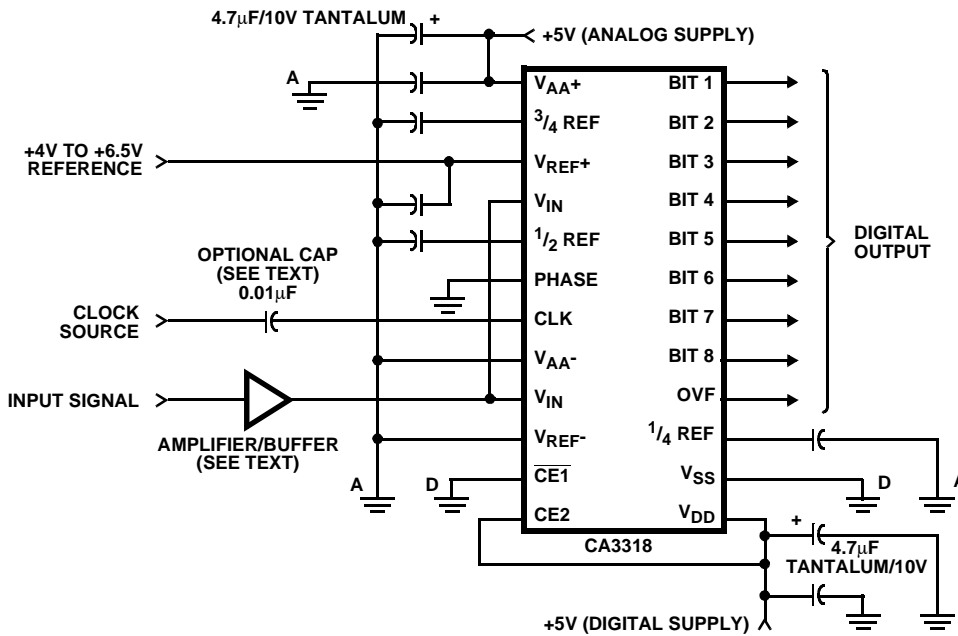 4.7μF/10V TANTALUM +
+5V (ANALOG SUPPLY)
A
VAA+
BIT 1
3/4 REF
BIT 2
+4V TO +6.5V
REFERENCE
VREF+
BIT 3
VIN
BIT 4
1/2 REF
BIT 5
DIGITAL
OUTPUT
OPTIONAL CAP
(SEE TEXT)
0.01μF
PHASE
BIT 6
CLOCK
SOURCE
CLK
BIT 7
VAA-
BIT 8
INPUT SIGNAL
VIN
OVF
AMPLIFIER/BUFFER
(SEE TEXT)
VREF-
1/4 REF
A
D
CE1
VSS
D
A
CE2
VDD
+
CA3318
4.7μF
TANTALUM/10V
+5V (DIGITAL SUPPLY)